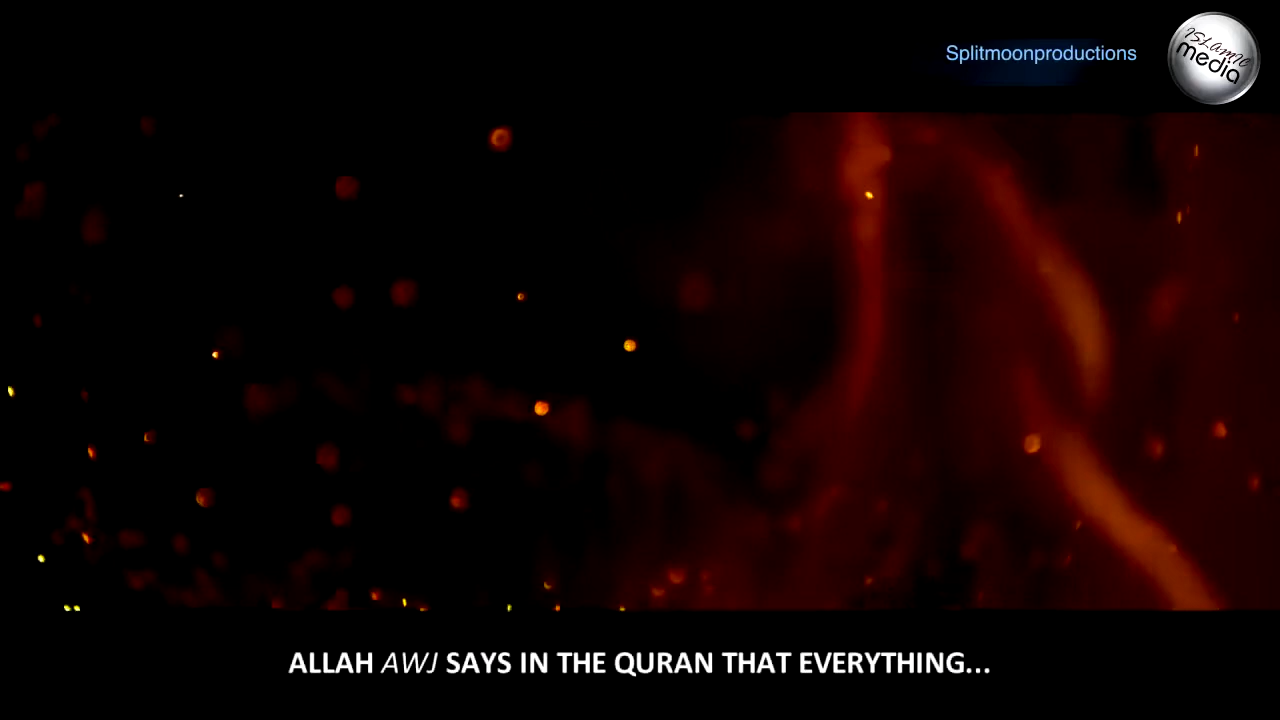 Splitmoonproductions
ISLAMIC
media
ALLAH AWJ SAYS IN THE QURAN THAT EVERYTHING...